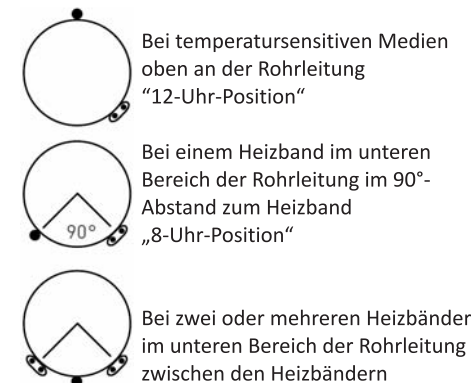 Bei temperatursensitiven Medien
oben an der Rohrleitung
“12-Uhr-Position“
Bei einem Heizband im unteren
Bereich der Rohrleitung im 90°-
Abstand zum Heizband
„8-Uhr-Position“
90°
Bei zwei oder mehreren Heizbänder
im unteren Bereich der Rohrleitung
zwischen den Heizbändern